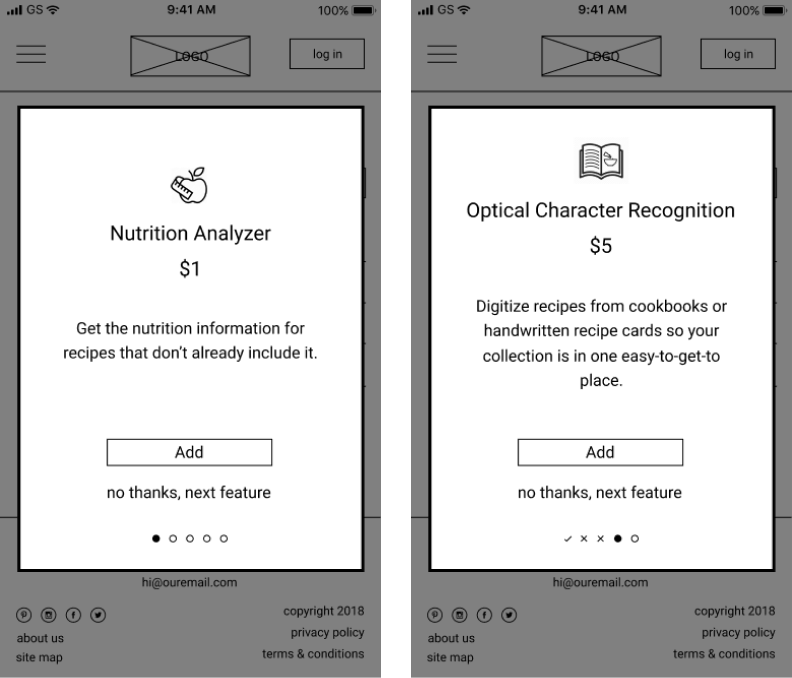 GS 9:41 AM 100%
LOGO
log in
Nutrition Analyzer
$1
Get the nutrition information for
recipes that don't already include it.
Add
no thanks, next feature
hi@ouremail.com
copyright 2018
about us
privacy policy
site map
terms & conditions
GS 9:41 AM 100%
LOGO
log in
Optical Character Recognition
$5
Digitize recipes from cookbooks or
handwritten recipe cards so your
collection is in one easy-to-get-to
place.
Add
no thanks, next feature
hi@ouremail.com
copyright 2018
about us
privacy policy
site map
terms & conditions